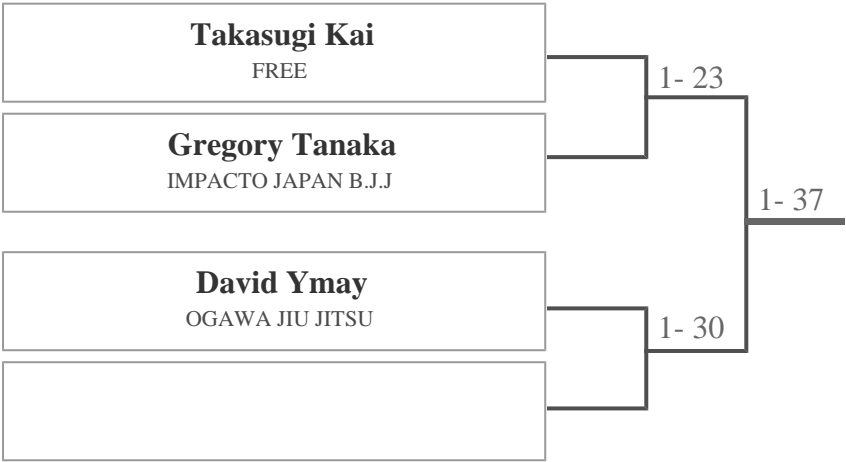 Takasugi Kai
FREE
1- 23
Gregory Tanaka
IMPACTO JAPAN B.J.J
1- 37
David Ymay
OGAWA JIU JITSU
1- 30